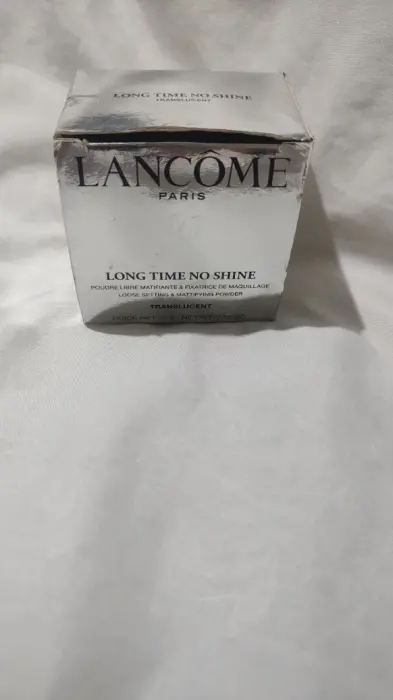 LONG TIME NO SHINE
TRANSLUCENT
LANCÔME
PARIS
LONG TIME NO SHINE
POUDRE LIBRE MATIFIANTE & FIXATRICE DE MAQUILLAGE
LOOSE SETTING & MATTIFYING POWDER
TRANSLUCENT